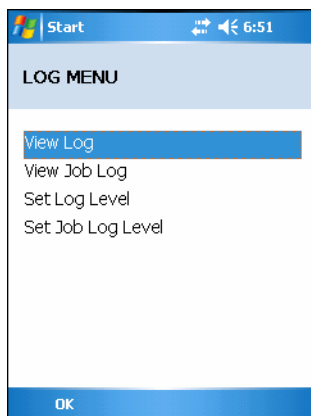 Start 6:51
LOG MENU
View Log
View Job Log
Set Log Level
Set Job Log Level
OK